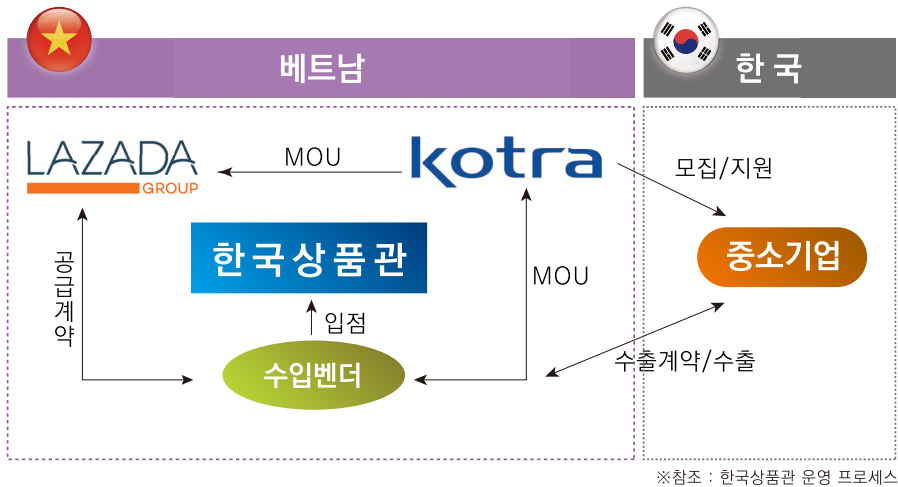 베트남
한국
LAZADA
GROUP
MOU
kotra
모집/지원
한국상품관
중소기업
공급계약
MOU
입점
수입벤더
수출계약/수출
※참조 : 한국상품관 운영 프로세스